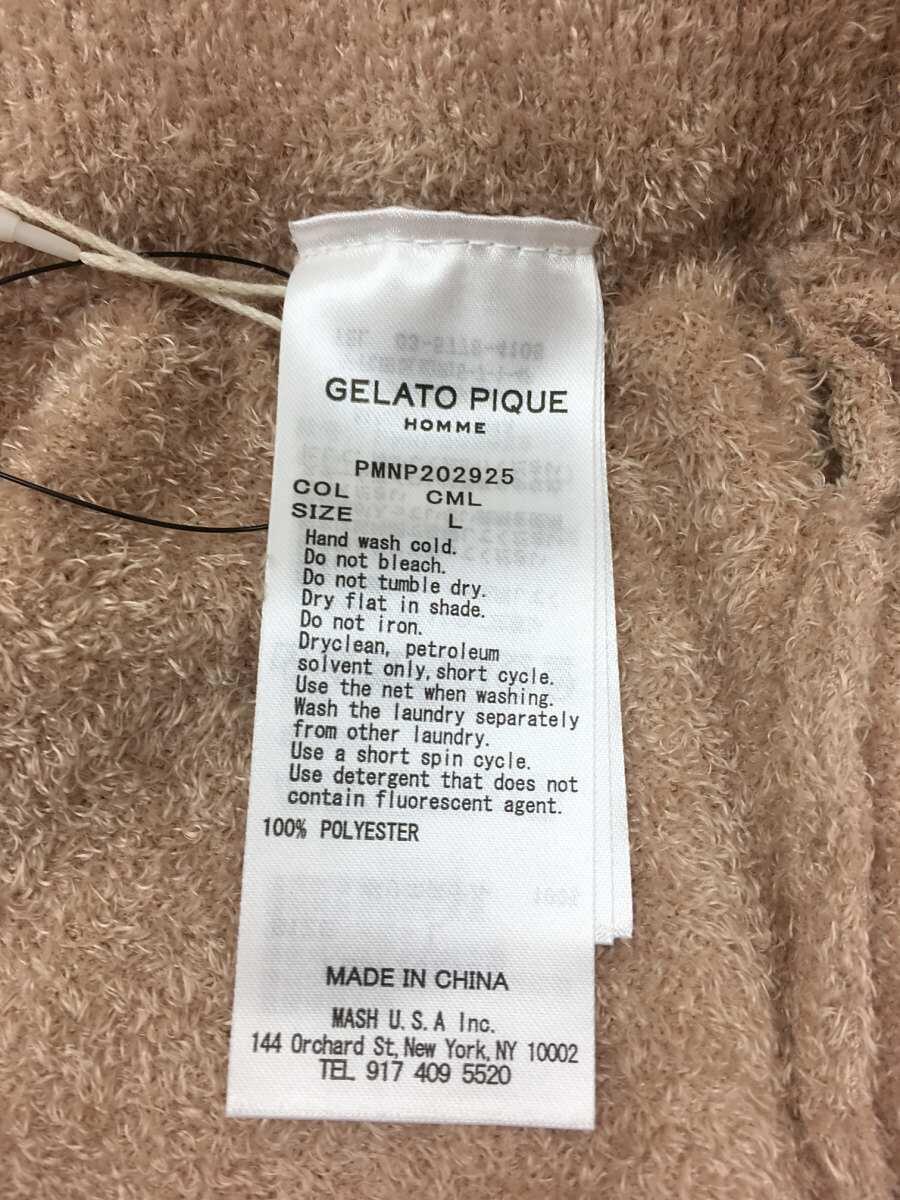 GELATO PIQUE
HOMME
PMNP202925
COL CML
SIZE L
Hand wash cold.
Do not bleach.
Do not tumble dry.
Dry flat in shade.
Do not iron.
Dryclean, petroleum
solvent only, short cycle.
Use the net when washing.
Wash the laundry separately
from other laundry.
Use a short spin cycle.
Use detergent that does not
contain fluorescent agent.
100% POLYESTER
MADE IN CHINA
MASH U.S.A Inc.
144 Orchard St, New York, NY 10002
TEL 917 409 5520